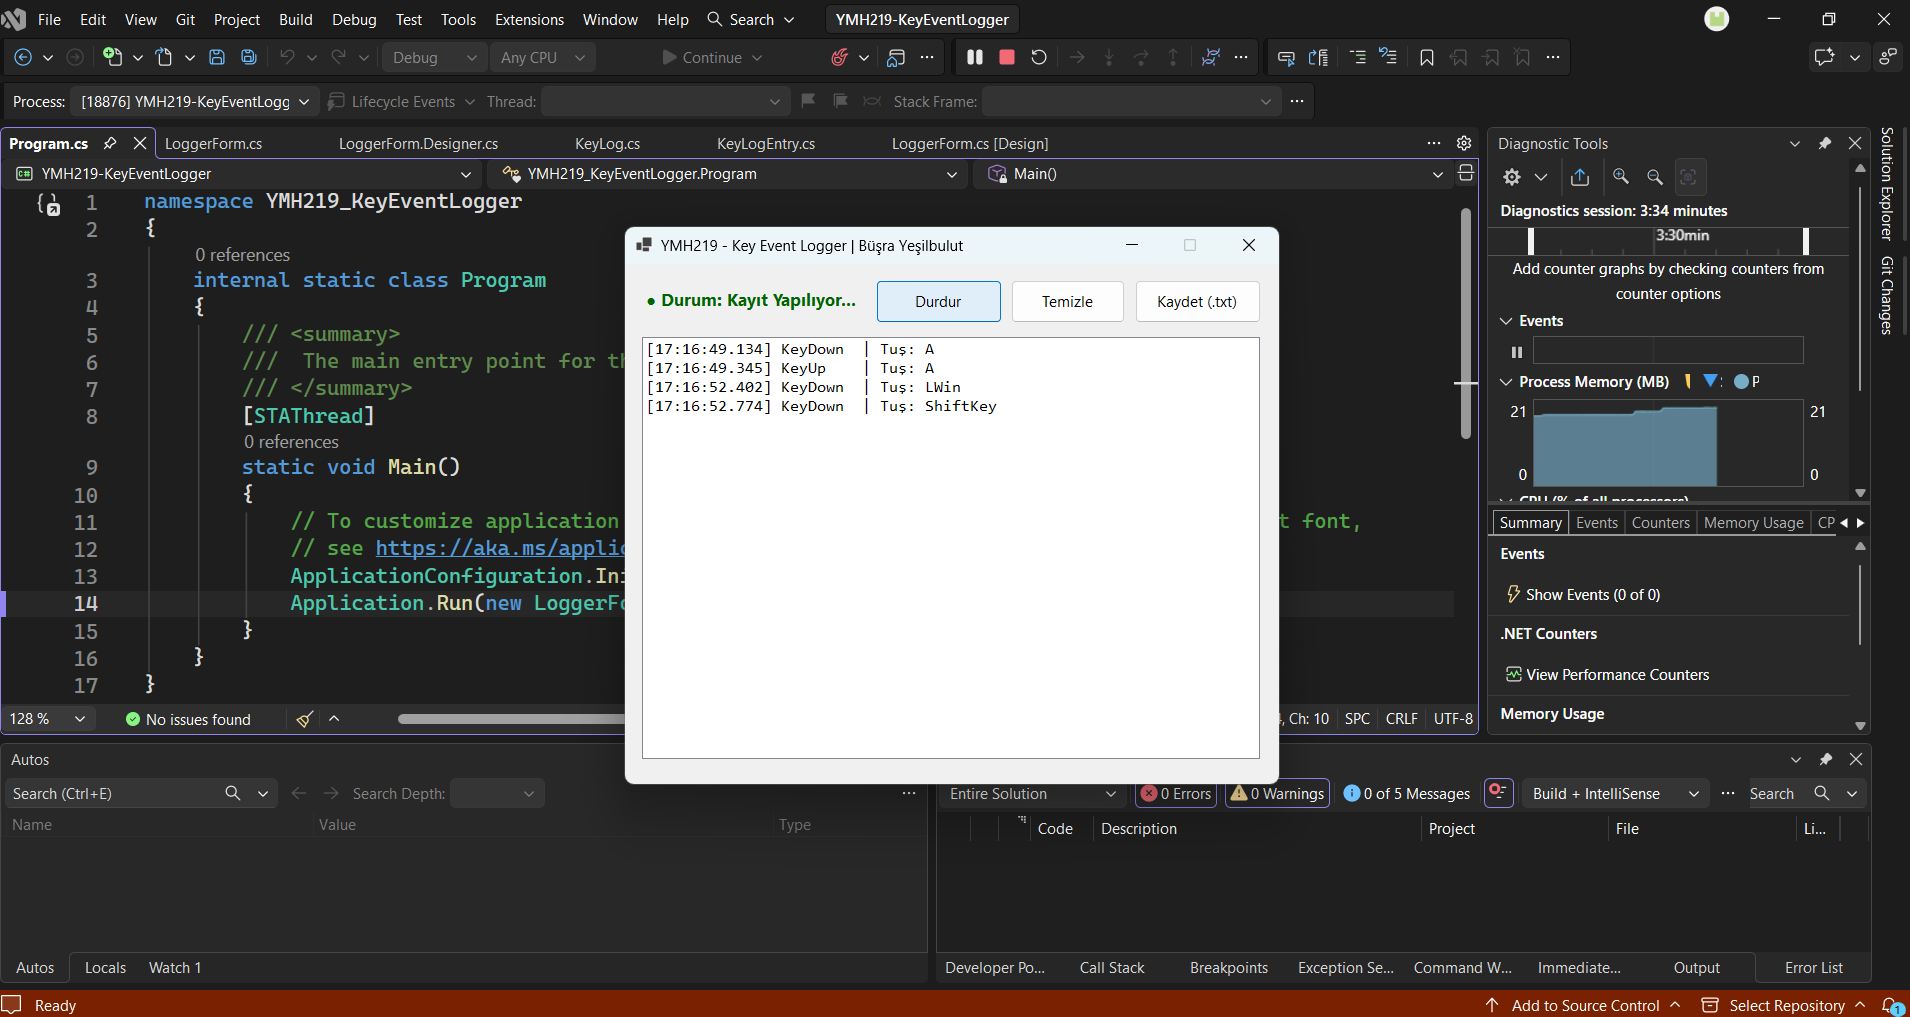 File Edit View Git Project Build Debug Test Tools Extensions Window Help Search YMH219-KeyEventLogger
Debug Any CPU Continue
Process: [18876] YMH219-KeyEventLogg Lifecycle Events Thread: Stack Frame:
Program.cs LoggerForm.cs LoggerForm.Designer.cs KeyLog.cs KeyLogEntry.cs LoggerForm.cs [Design]
YMH219-KeyEventLogger YMH219_KeyEventLogger.Program Main()
1 namespace YMH219_KeyEventLogger
2 {
0 references
3 internal static class Program
4 {
5 /// <summary>
6 /// The main entry point for th
7 /// </summary>
8 [STAThread]
0 references
9 static void Main()
10 {
11 // To customize application t font,
12 // see https://aka.ms/applic
13 ApplicationConfiguration.Ini
14 Application.Run(new LoggerFo
15 }
16 }
17 }
128 % No issues found , Ch: 10 SPC CRLF UTF-8
YMH219 - Key Event Logger | Büşra Yeşilbulut
● Durum: Kayıt Yapılıyor... Durdur Temizle Kaydet (.txt)
[17:16:49.134] KeyDown | Tuş: A
[17:16:49.345] KeyUp | Tuş: A
[17:16:52.402] KeyDown | Tuş: LWin
[17:16:52.774] KeyDown | Tuş: ShiftKey
Diagnostic Tools
Diagnostics session: 3:34 minutes
3:30min
Add counter graphs by checking counters from
counter options
Events
Process Memory (MB) P
21 21
0 0
CPU (% of all processors)
Summary Events Counters Memory Usage CP
Events
Show Events (0 of 0)
.NET Counters
View Performance Counters
Memory Usage
Solution Explorer
Git Changes
Autos
Search (Ctrl+E) Search Depth:
Name Value Type
Autos Locals Watch 1
Entire Solution 0 Errors 0 Warnings 0 of 5 Messages Build + IntelliSense Search
Code Description Project File Li...
Developer Po... Call Stack Breakpoints Exception Se... Command W... Immediate... Output Error List
Ready Add to Source Control Select Repository 1